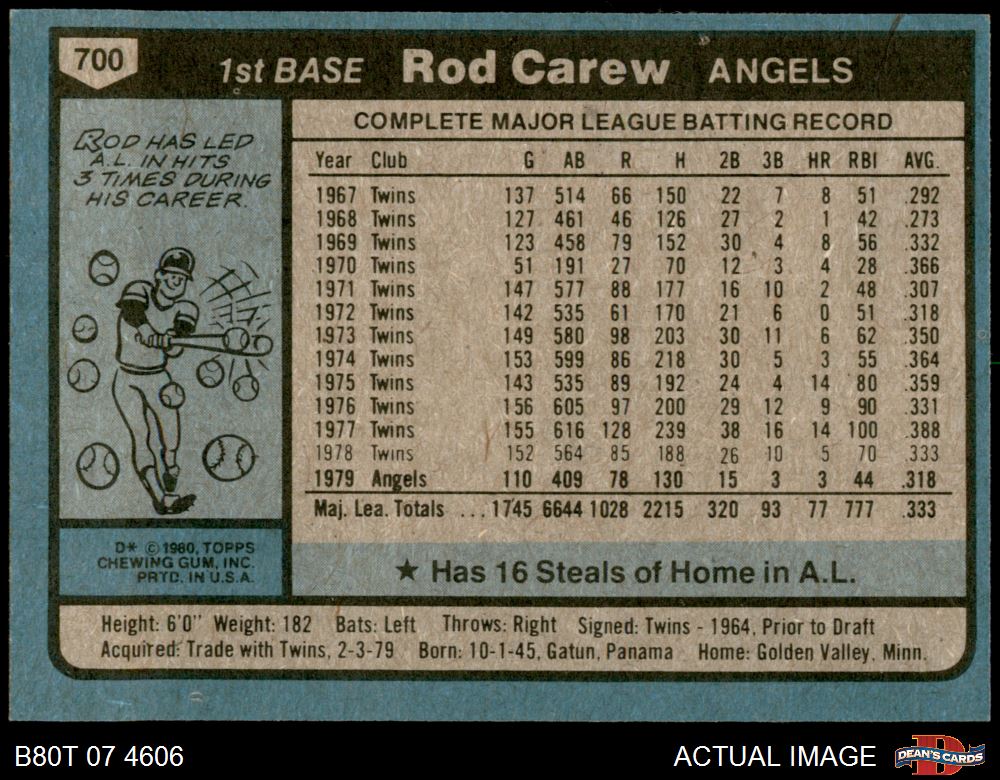 700
1st BASE Rod Carew ANGELS
ROD HAS LED
A.L. IN HITS
3 TIMES DURING
HIS CAREER.
D* © 1980, TOPPS
CHEWING GUM, INC.
PRTD. IN U.S.A.
COMPLETE MAJOR LEAGUE BATTING RECORD
Year Club G AB R H 2B 3B HR RBI AVG.
1967 Twins 137 514 66 150 22 7 8 51 .292
1968 Twins 127 461 46 126 27 2 1 42 .273
1969 Twins 123 458 79 152 30 4 8 56 .332
1970 Twins 51 191 27 70 12 3 4 28 .366
1971 Twins 147 577 88 177 16 10 2 48 .307
1972 Twins 142 535 61 170 21 6 0 51 .318
1973 Twins 149 580 98 203 30 11 6 62 .350
1974 Twins 153 599 86 218 30 5 3 55 .364
1975 Twins 143 535 89 192 24 4 14 80 .359
1976 Twins 156 605 97 200 29 12 9 90 .331
1977 Twins 155 616 128 239 38 16 14 100 .388
1978 Twins 152 564 85 188 26 10 5 70 .333
1979 Angels 110 409 78 130 15 3 3 44 .318
Maj. Lea. Totals ... 1745 6644 1028 2215 320 93 77 777 .333
★ Has 16 Steals of Home in A.L.
Height: 6'0" Weight: 182 Bats: Left Throws: Right Signed: Twins - 1964, Prior to Draft
Acquired: Trade with Twins, 2-3-79 Born: 10-1-45, Gatun, Panama Home: Golden Valley, Minn.
B80T 07 4606
ACTUAL IMAGE
DEAN'S CARDS